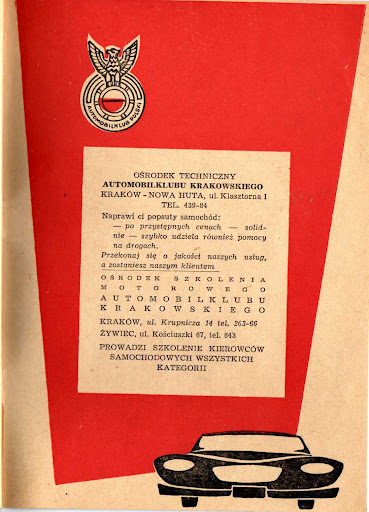 AUTOMOBILKLUB POLSKI
OŚRODEK TECHNICZNY
AUTOMOBILKLUBU KRAKOWSKIEGO
KRAKÓW - NOWA HUTA, ul. Klasztorna 1
TEL. 439-84
Naprawi ci popsuty samochód:
— po przystępnych cenach — solid-
nie — szybko udziela również pomocy
na drogach.
Przekonaj się o jakości naszych usług,
a zostaniesz naszym klientem
OŚRODEK SZKOLENIA
MOTOROWEGO
AUTOMOBILKLUBU
KRAKOWSKIEGO
KRAKÓW, ul. Krupnicza 14 tel. 263-66
ŻYWIEC, ul. Kościuszki 67, tel. 643
PROWADZI SZKOLENIE KIEROWCÓW
SAMOCHODOWYCH WSZYSTKICH
KATEGORII